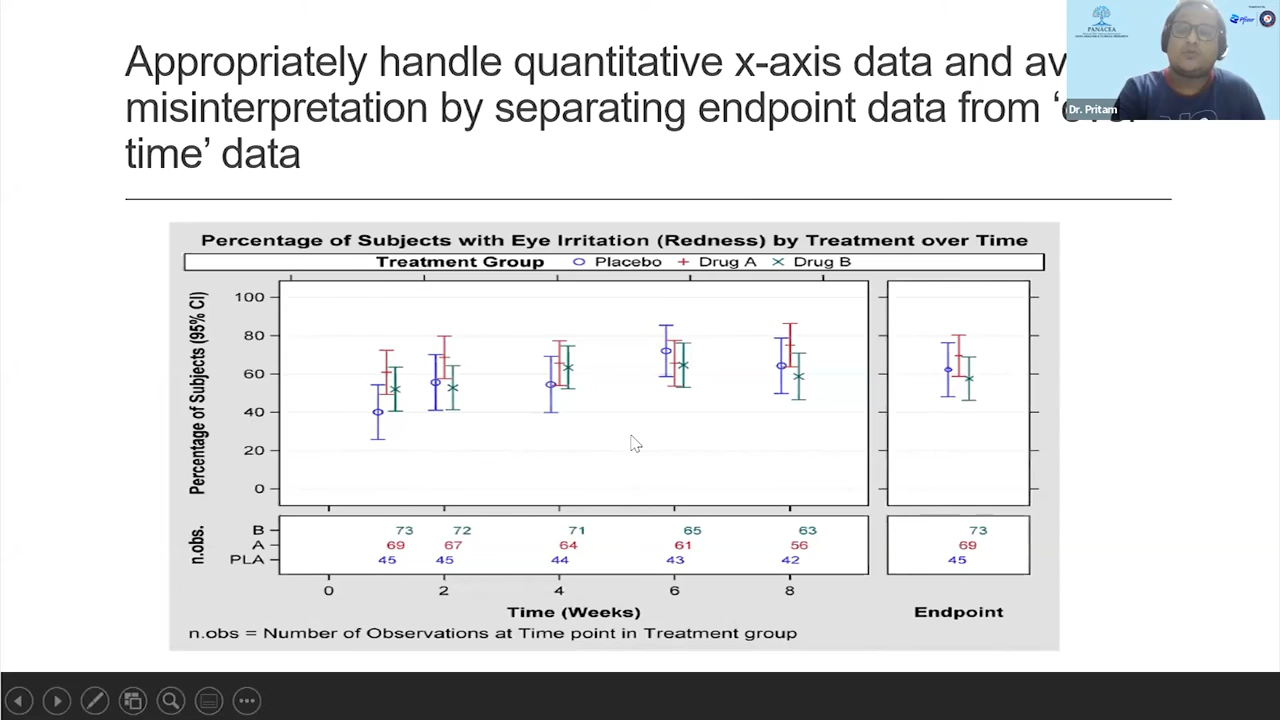 Appropriately handle quantitative x-axis data and av
misinterpretation by separating endpoint data from
time’ data
PANACEA
Pfizer
Dr. Pritam
Percentage of Subjects with Eye Irritation (Redness) by Treatment over Time
Treatment Group Placebo Drug A Drug B
Percentage of Subjects (95% CI)
100
80
60
40
20
0
n.obs.
B 73 72 71 65 63 73
A 69 67 64 61 56 69
PLA 45 45 44 43 42 45
0 2 4 6 8
Time (Weeks) Endpoint
n.obs = Number of Observations at Time point in Treatment group